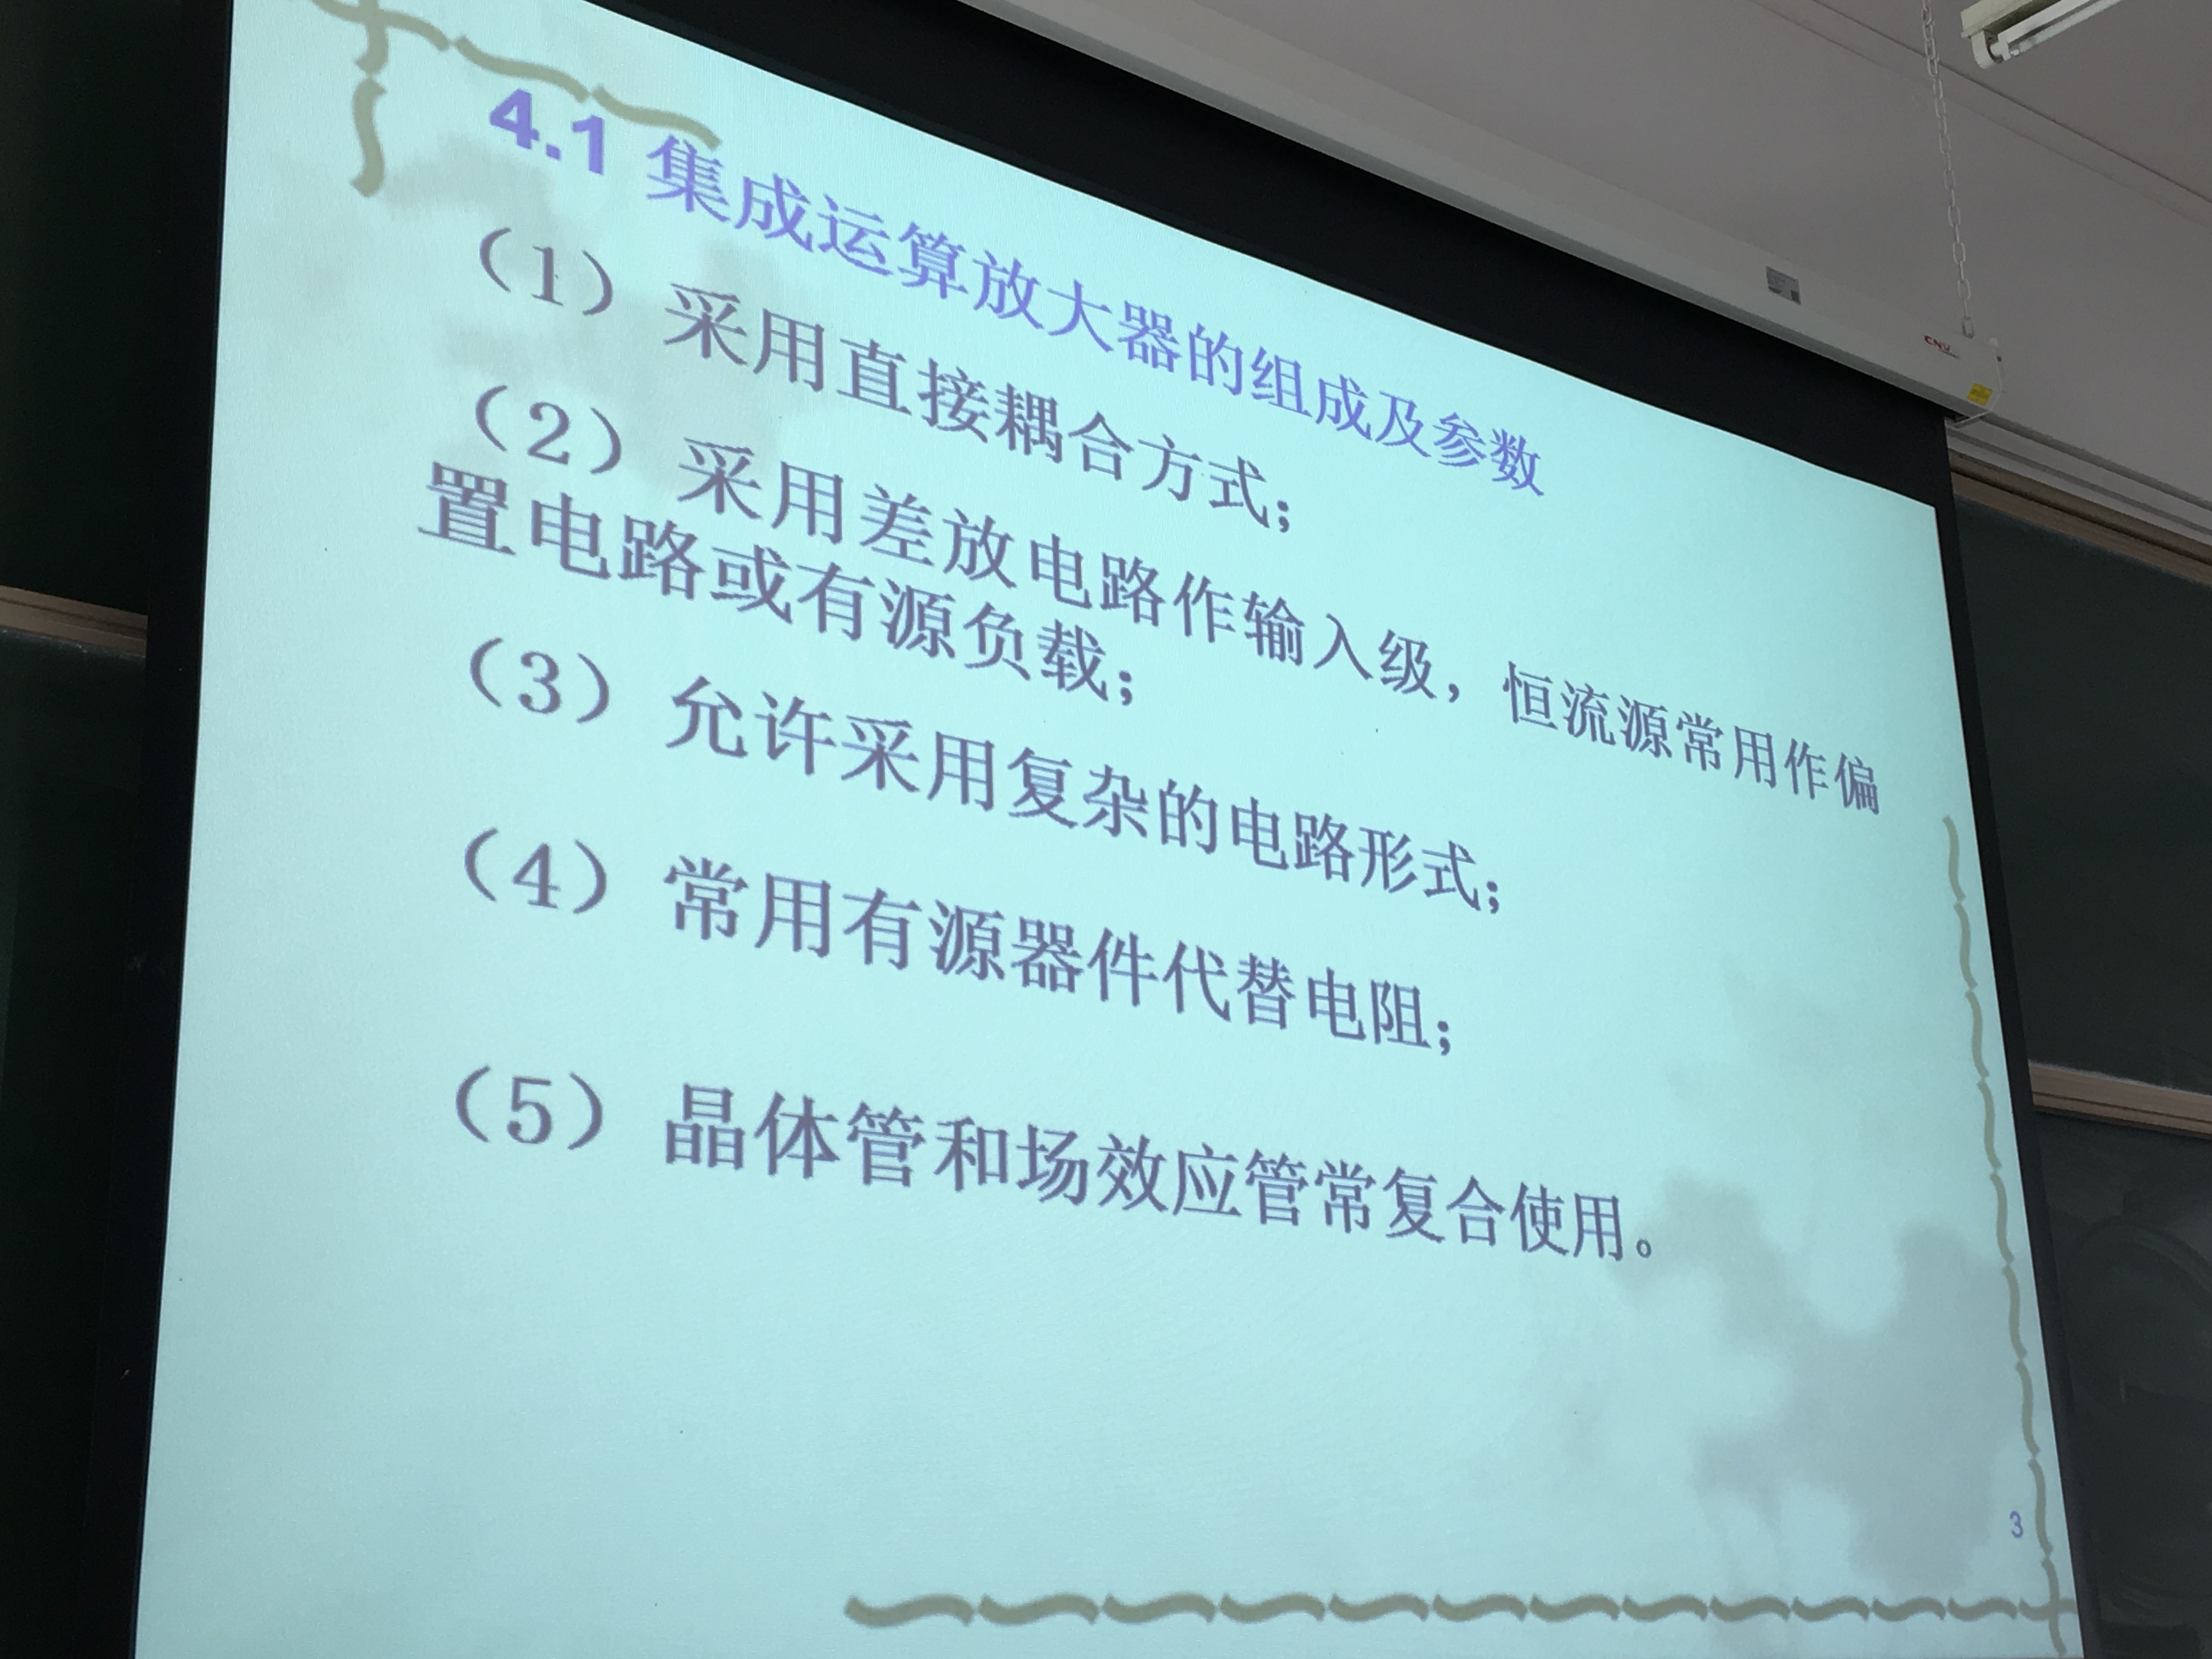 4.1 集成运算放大器的组成及参数
（1）采用直接耦合方式；
（2）采用差放电路作输入级，恒流源常用作偏
置电路或有源负载；
（3）允许采用复杂的电路形式；
（4）常用有源器件代替电阻；
（5）晶体管和场效应管常复合使用。
3
CNV